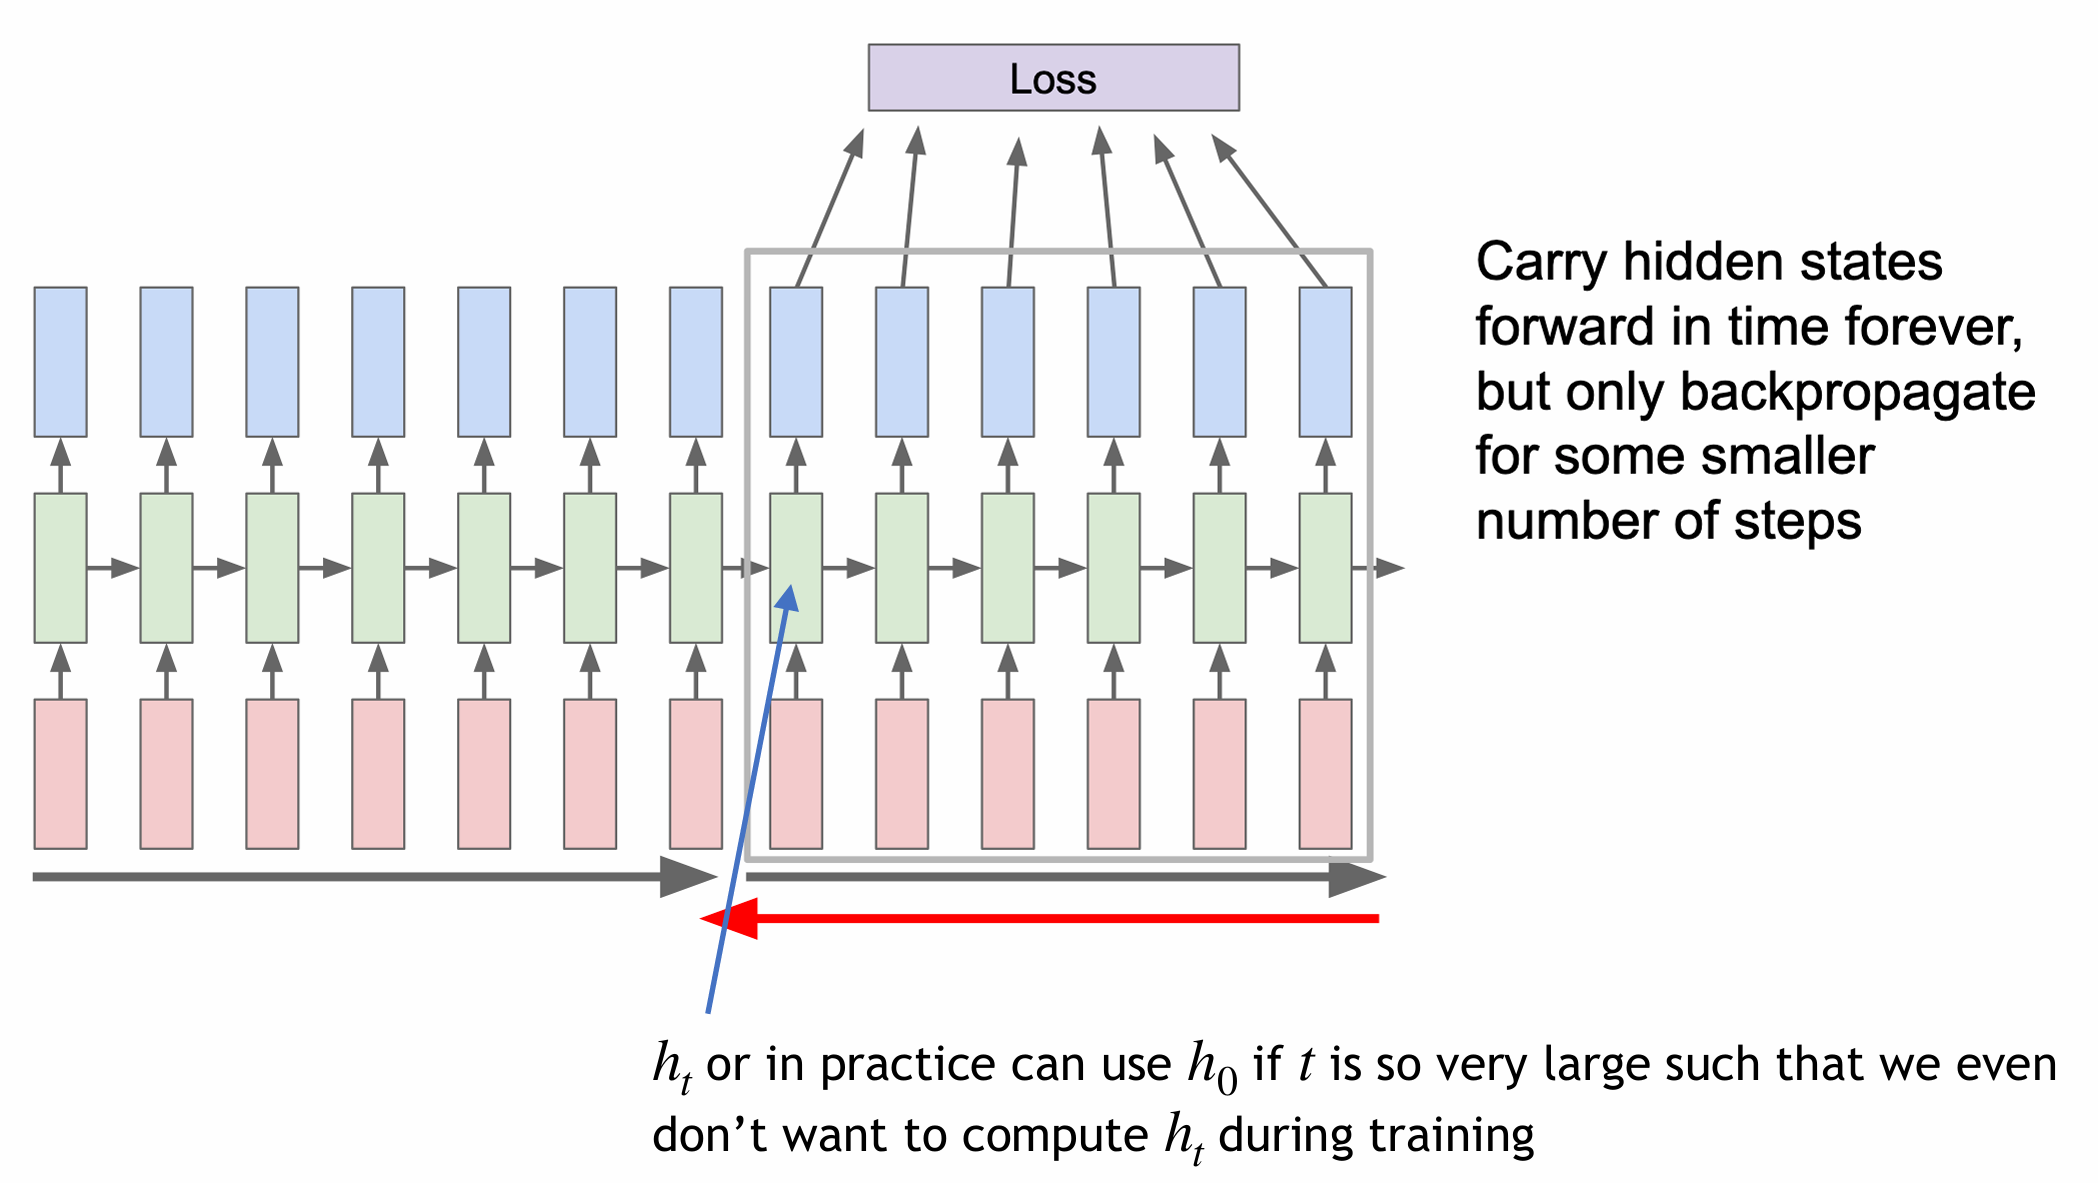 Loss
Carry hidden states
forward in time forever,
but only backpropagate
for some smaller
number of steps
h_t or in practice can use h_0 if t is so very large such that we even
don’t want to compute h_t during training